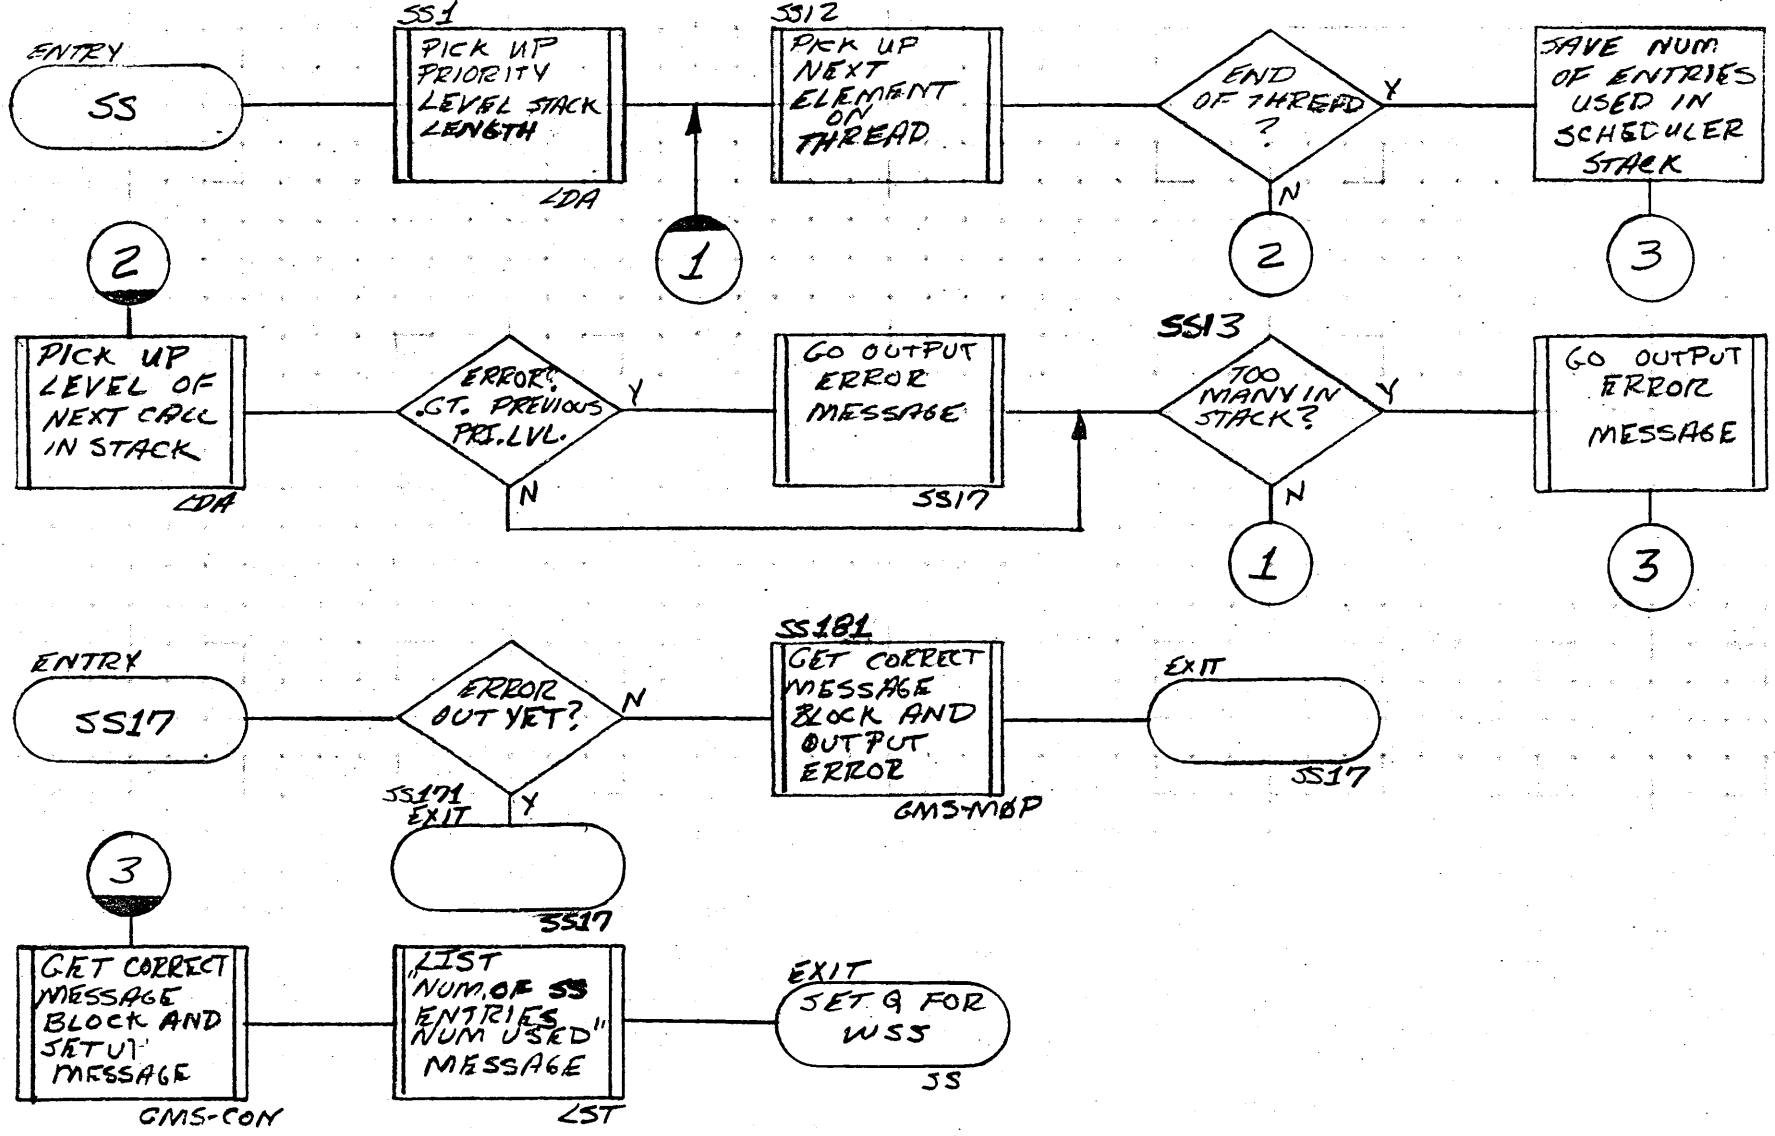 ENTRY
SS
SS1
PICK UP
PRIORITY
LEVEL STACK
LENGTH
LDA
SS12
PICK UP
NEXT
ELEMENT
ON
THREAD
END
OF THREAD
?
Y
N
SAVE NUM
OF ENTRIES
USED IN
SCHEDULER
STACK
1
2
3
2
PICK UP
LEVEL OF
NEXT CALL
IN STACK
LDA
ERROR?
.GT. PREVIOUS
PRI. LVL.
Y
N
GO OUTPUT
ERROR
MESSAGE
SS17
SS13
TOO
MANY IN
STACK?
Y
N
GO OUTPUT
ERROR
MESSAGE
1
3
ENTRY
SS17
ERROR
OUT YET?
N
Y
SS181
GET CORRECT
MESSAGE
BLOCK AND
OUTPUT
ERROR
GMS-MØP
EXIT
SS17
SS171
EXIT
SS17
3
GET CORRECT
MESSAGE
BLOCK AND
SETUP
MESSAGE
GMS-CON
LIST
"NUM. OF SS
ENTRIES
NUM USED"
MESSAGE
LST
EXIT
SET Q FOR
WSS
SS